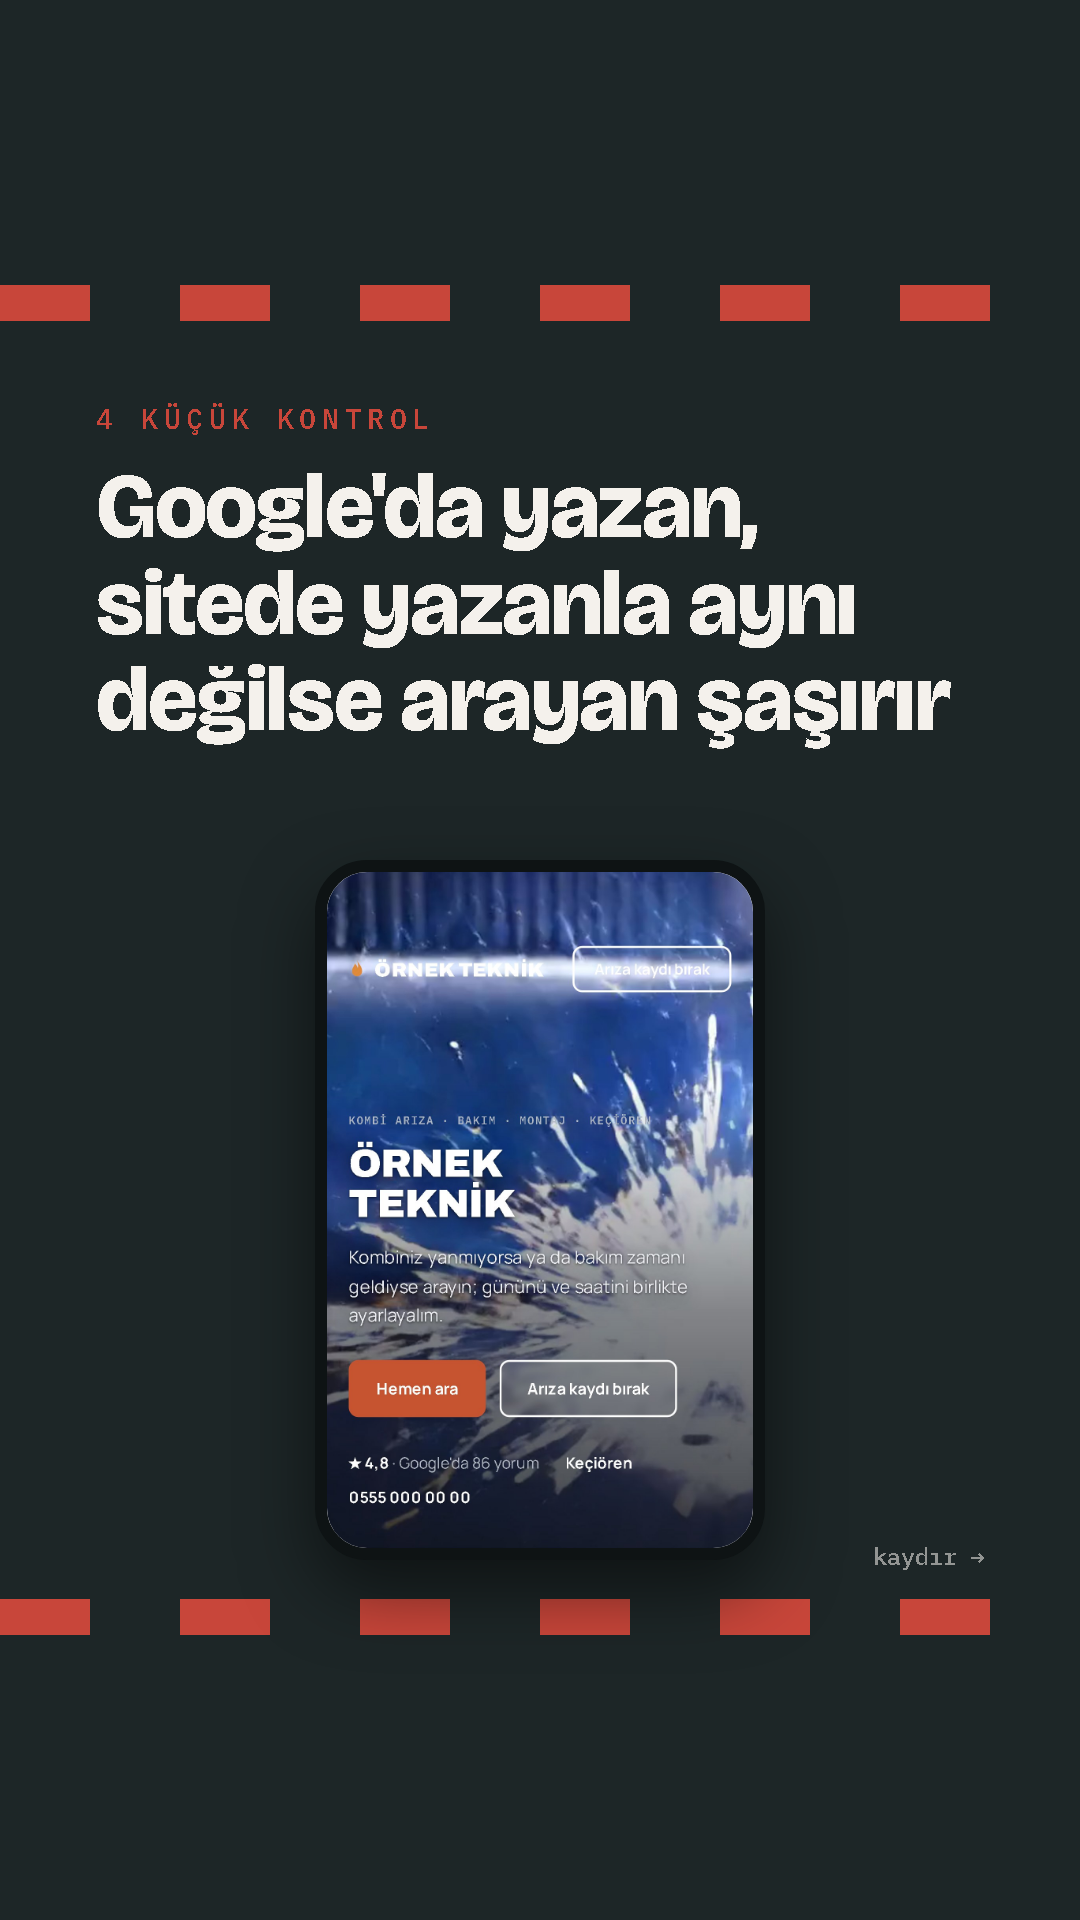 4 KÜÇÜK KONTROL
Google'da yazan,
sitede yazanla aynı
değilse arayan şaşırır
ÖRNEK TEKNİK
Arıza kaydı bırak
KOMBİ ARIZA · BAKIM · MONTAJ · KEÇİÖREN
ÖRNEK
TEKNİK
Kombiniz yanmıyorsa ya da bakım zamanı
geldiyse arayın; gününü ve saatini birlikte
ayarlayalım.
Hemen ara
Arıza kaydı bırak
★ 4,8 · Google'da 86 yorum Keçiören
0555 000 00 00
kaydır →